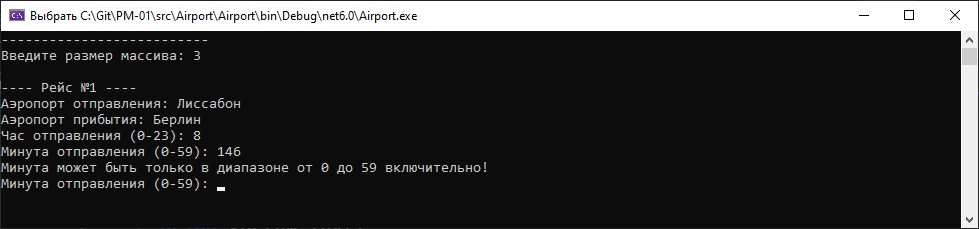 Выбрать C:\Git\PM-01\src\Airport\Airport\bin\Debug\net6.0\Airport.exe
--------------------------
Введите размер массива: 3
---- Рейс №1 ----
Аэропорт отправления: Лиссабон
Аэропорт прибытия: Берлин
Час отправления (0-23): 8
Минута отправления (0-59): 146
Минута может быть только в диапазоне от 0 до 59 включительно!
Минута отправления (0-59):